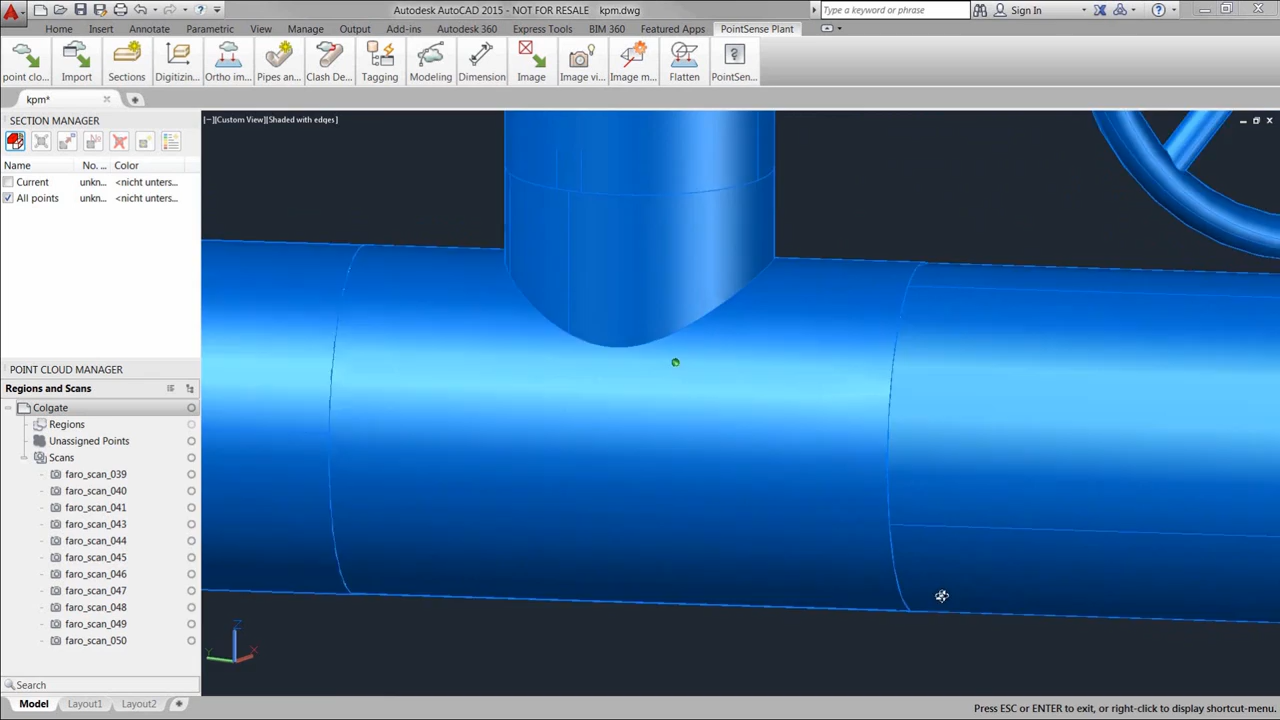 Autodesk AutoCAD 2015 - NOT FOR RESALE kpm.dwg
Type a keyword or phrase
Sign In
Home Insert Annotate Parametric View Manage Output Add-ins Autodesk 360 Express Tools BIM 360 Featured Apps PointSense Plant
point clo... Import Sections Digitizin... Ortho im... Pipes an... Clash De... Tagging Modeling Dimension Image Image vi... Image m... Flatten PointSen...
kpm*
SECTION MANAGER
[−][Custom View][Shaded with edges]
Name No. ... Color
Current unkn... <nicht unters...
All points unkn... <nicht unters...
POINT CLOUD MANAGER
Regions and Scans
Colgate
Regions
Unassigned Points
Scans
faro_scan_039
faro_scan_040
faro_scan_041
faro_scan_043
faro_scan_044
faro_scan_045
faro_scan_046
faro_scan_047
faro_scan_048
faro_scan_049
faro_scan_050
Z
Y
X
Search
Model Layout1 Layout2
Press ESC or ENTER to exit, or right-click to display shortcut-menu.